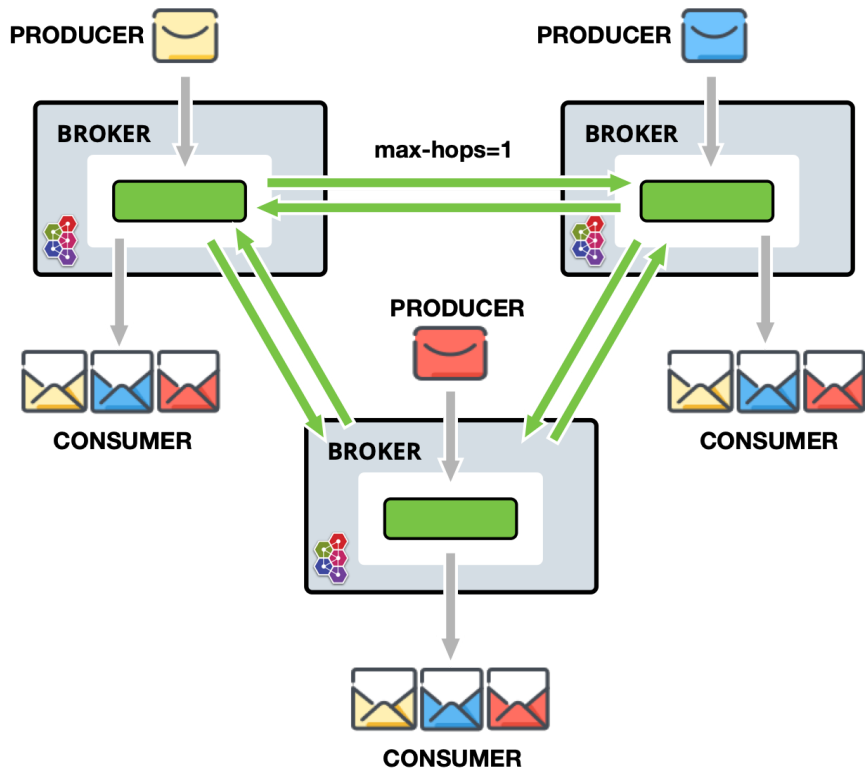 PRODUCER
PRODUCER
BROKER
max-hops=1
BROKER
PRODUCER
CONSUMER
CONSUMER
BROKER
CONSUMER